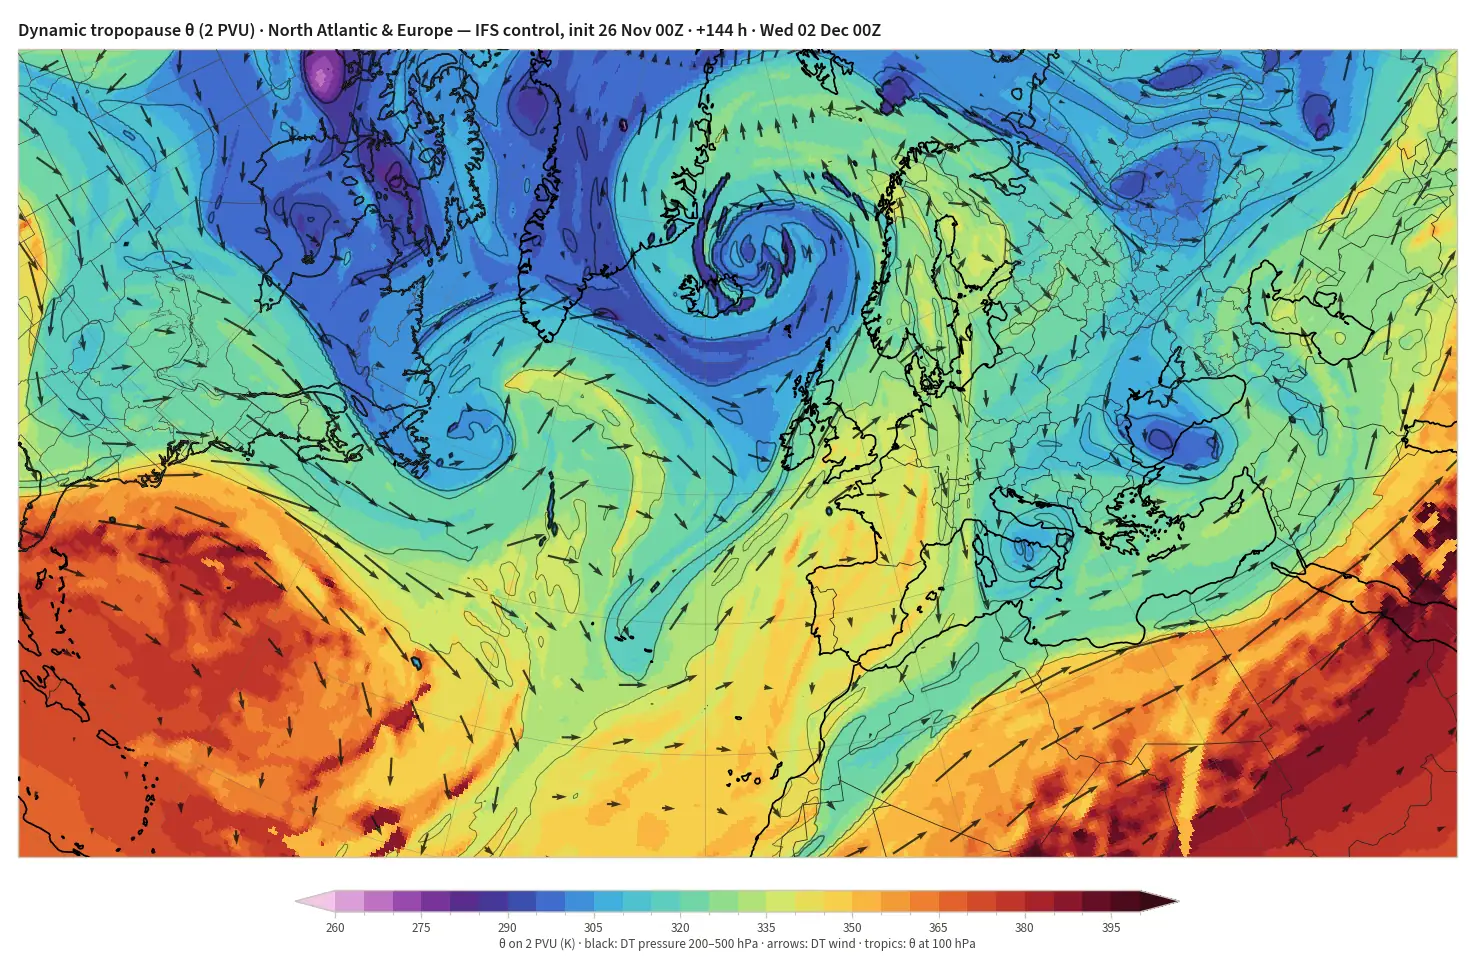 Dynamic tropopause θ (2 PVU) · North Atlantic & Europe — IFS control, init 26 Nov 00Z · +144 h · Wed 02 Dec 00Z
260 275 290 305 320 335 350 365 380 395
θ on 2 PVU (K) · black: DT pressure 200–500 hPa · arrows: DT wind · tropics: θ at 100 hPa